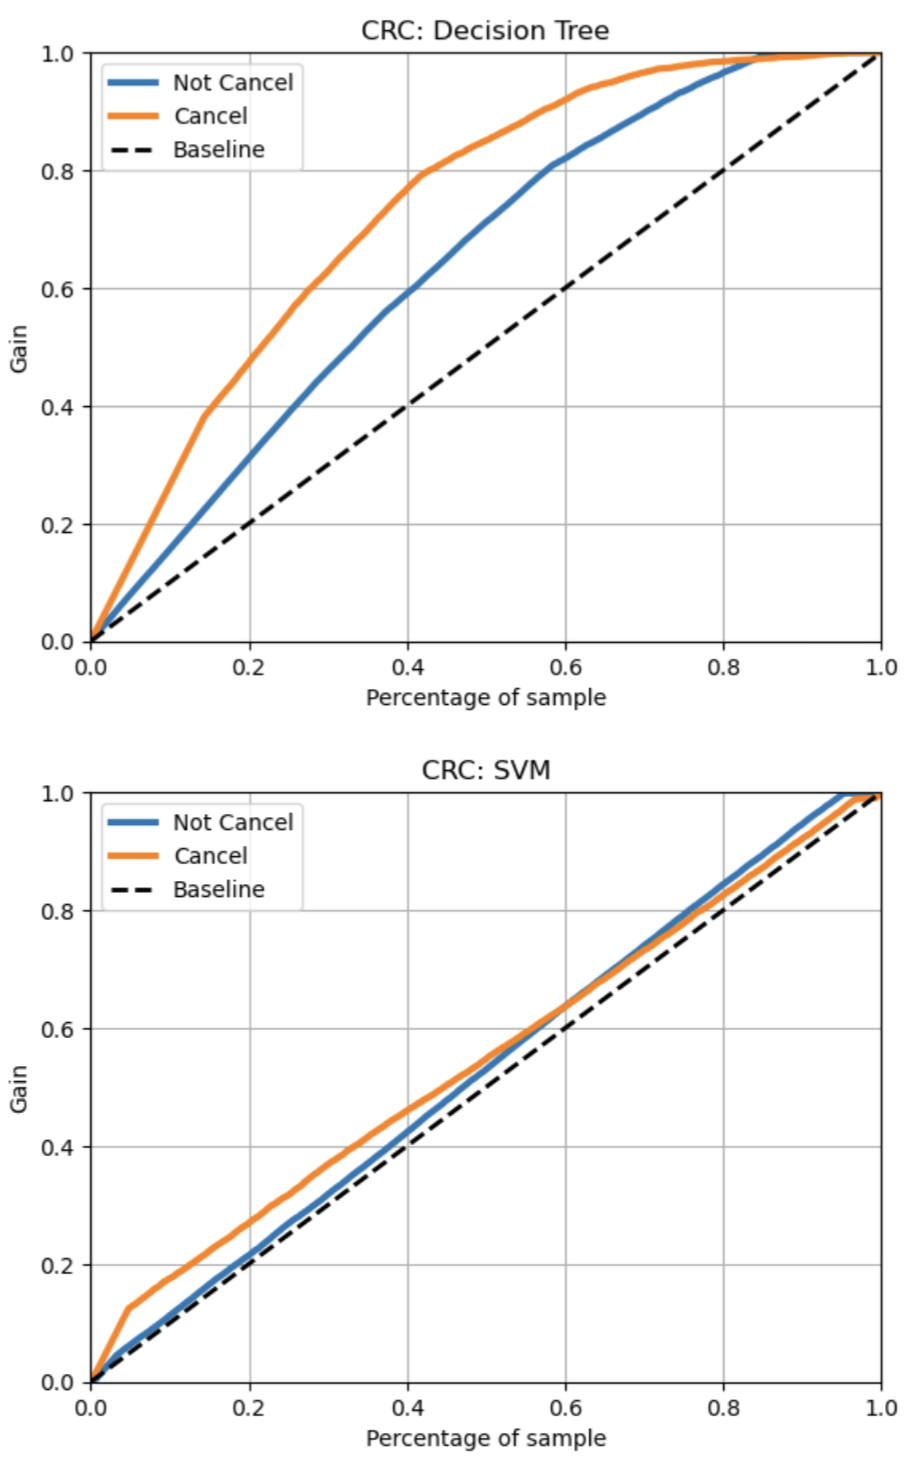 CRC: Decision Tree
1.0
Not Cancel
Cancel
Baseline
0.8
0.6
Gain
0.4
0.2
0.0
0.0 0.2 0.4 0.6 0.8 1.0
Percentage of sample
CRC: SVM
1.0
Not Cancel
Cancel
Baseline
0.8
0.6
Gain
0.4
0.2
0.0
0.0 0.2 0.4 0.6 0.8 1.0
Percentage of sample